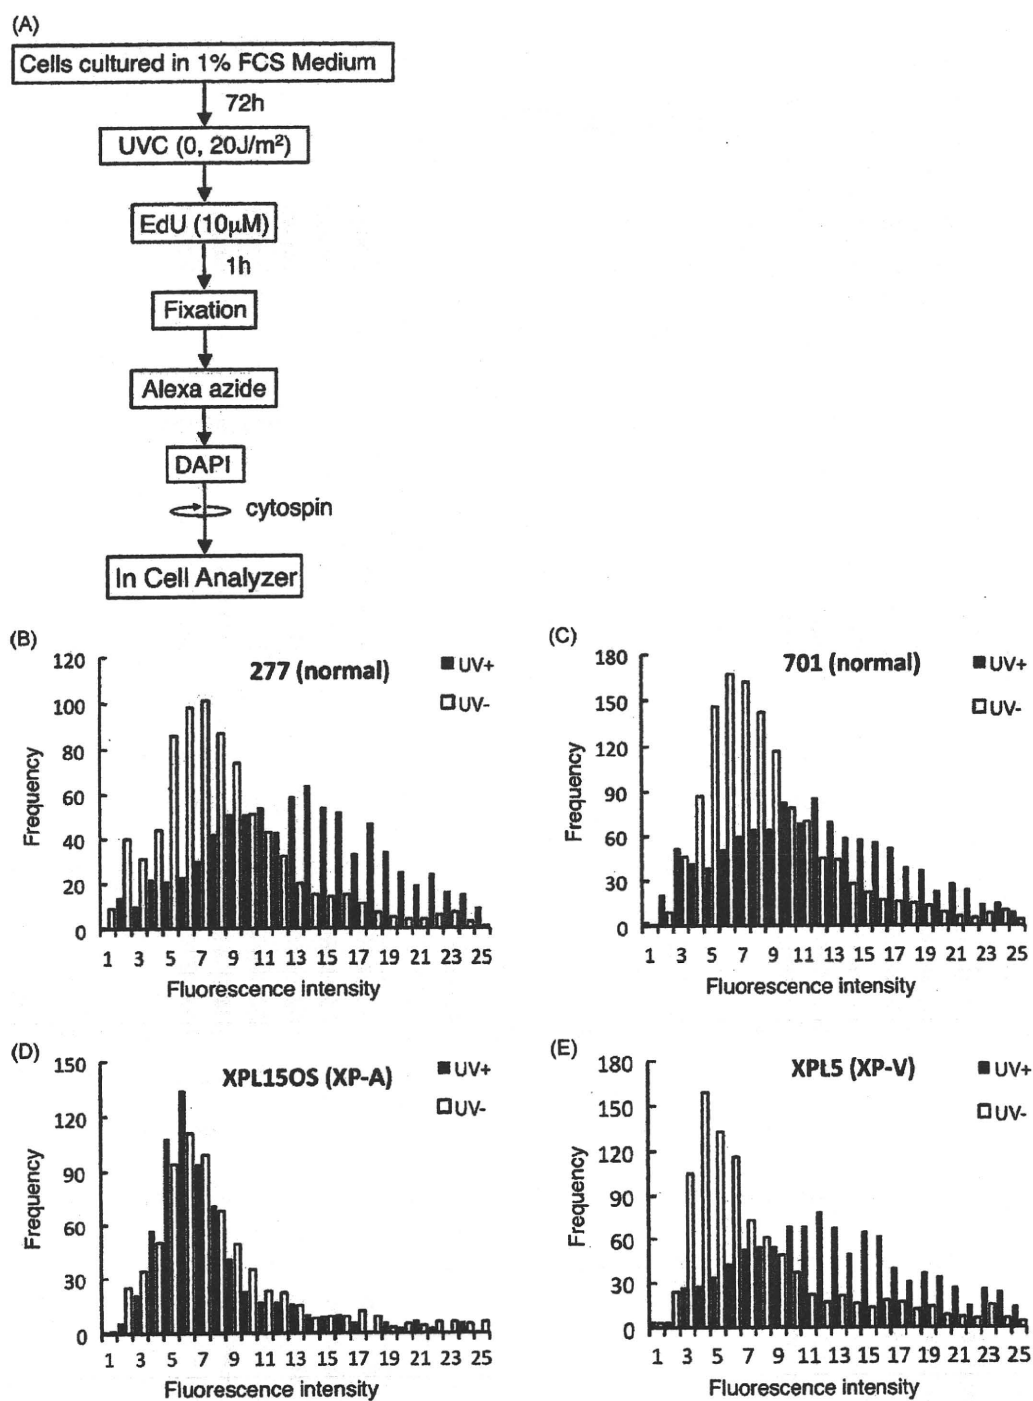 (A)
Cells cultured in 1% FCS Medium
72h
UVC (0, 20J/m²)
EdU (10μM)
1h
Fixation
Alexa azide
DAPI
cytospin
In Cell Analyzer
(B)
277 (normal)
UV+
UV-
120
100
80
60
40
20
0
Frequency
1 3 5 7 9 11 13 15 17 19 21 23 25
Fluorescence intensity
(C)
701 (normal)
UV+
UV-
180
150
120
90
60
30
0
Frequency
1 3 5 7 9 11 13 15 17 19 21 23 25
Fluorescence intensity
(D)
XPL15OS (XP-A)
UV+
UV-
150
120
90
60
30
0
Frequency
1 3 5 7 9 11 13 15 17 19 21 23 25
Fluorescence intensity
(E)
XPL5 (XP-V)
UV+
UV-
180
150
120
90
60
30
0
Frequency
1 3 5 7 9 11 13 15 17 19 21 23 25
Fluorescence intensity